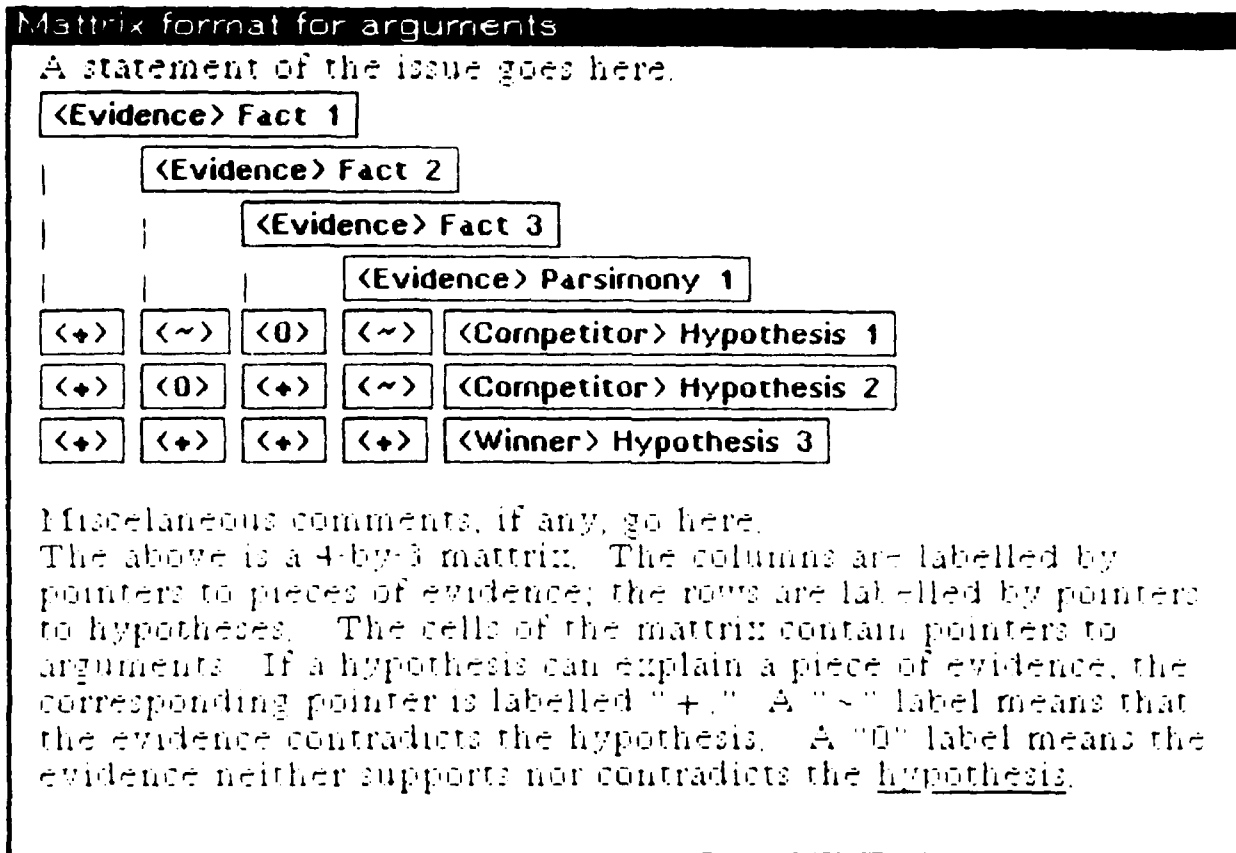 Mattrix format for arguments
A statement of the issue goes here.
<Evidence> Fact 1
<Evidence> Fact 2
<Evidence> Fact 3
<Evidence> Parsimony 1
<+> <~> <0> <~> <Competitor> Hypothesis 1
<+> <0> <+> <~> <Competitor> Hypothesis 2
<+> <+> <+> <+> <Winner> Hypothesis 3
Miscelaneous comments, if any, go here.
The above is a 4-by-3 mattrix. The columns are labelled by
pointers to pieces of evidence; the rows are labelled by pointers
to hypotheses. The cells of the mattrix contain pointers to
arguments. If a hypothesis can explain a piece of evidence, the
corresponding pointer is labelled "+." A "~" label means that
the evidence contradicts the hypothesis. A "0" label means the
evidence neither supports nor contradicts the hypothesis.